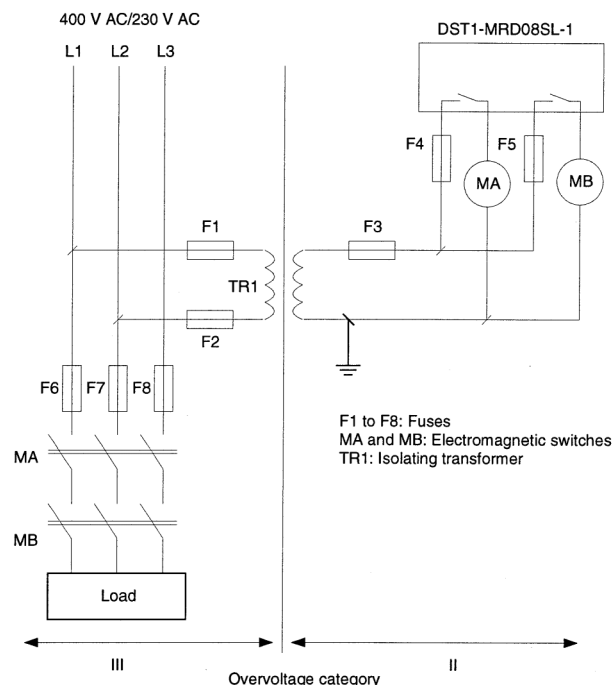 400 V AC/230 V AC
DST1-MRD08SL-1
L1 L2 L3
F4 F5
MA MB
F1 F3
TR1
F2
F6 F7 F8
F1 to F8: Fuses
MA and MB: Electromagnetic switches
TR1: Isolating transformer
MA
MB
Load
III II
Overvoltage category